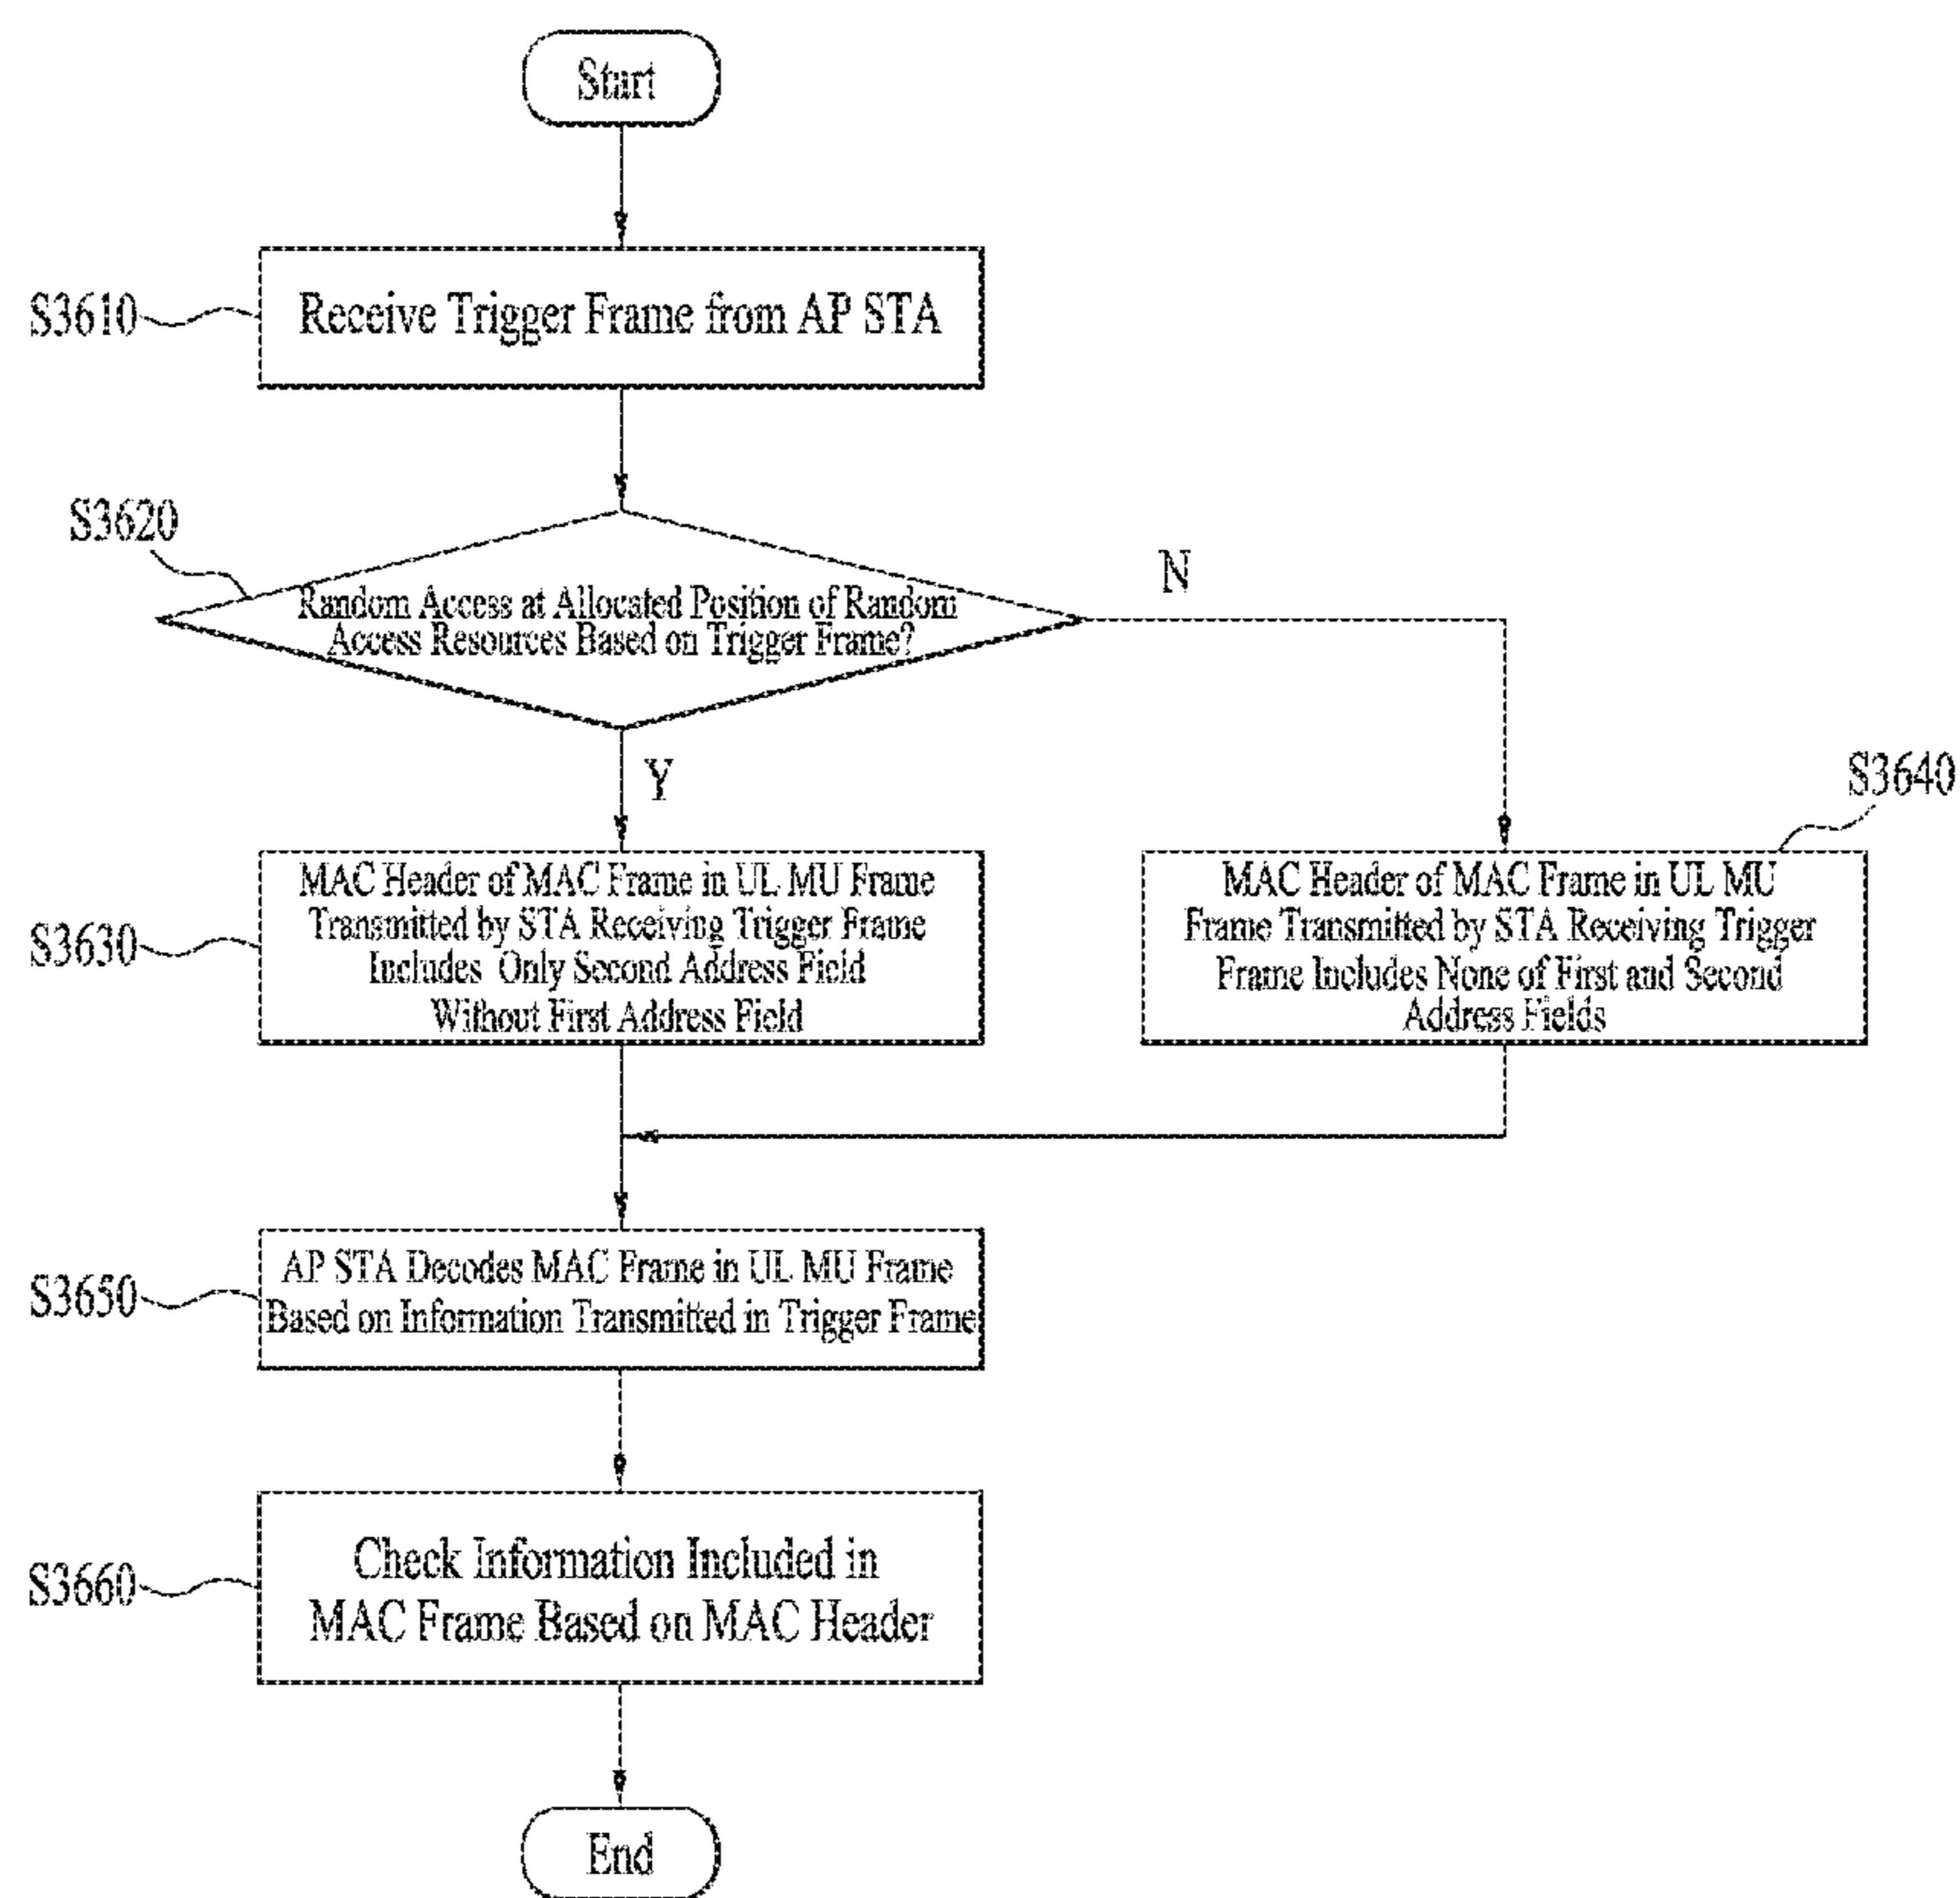 Start
S3610
Receive Trigger Frame from AP STA
S3620
Random Access at Allocated Position of Random
Access Resources Based on Trigger Frame?
N
Y
S3640
S3630
MAC Header of MAC Frame in UL MU Frame
Transmitted by STA Receiving Trigger Frame
Includes Only Second Address Field
Without First Address Field
MAC Header of MAC Frame in UL MU
Frame Transmitted by STA Receiving Trigger
Frame Includes None of First and Second
Address Fields
S3650
AP STA Decodes MAC Frame in UL MU Frame
Based on Information Transmitted in Trigger Frame
S3660
Check Information Included in
MAC Frame Based on MAC Header
End